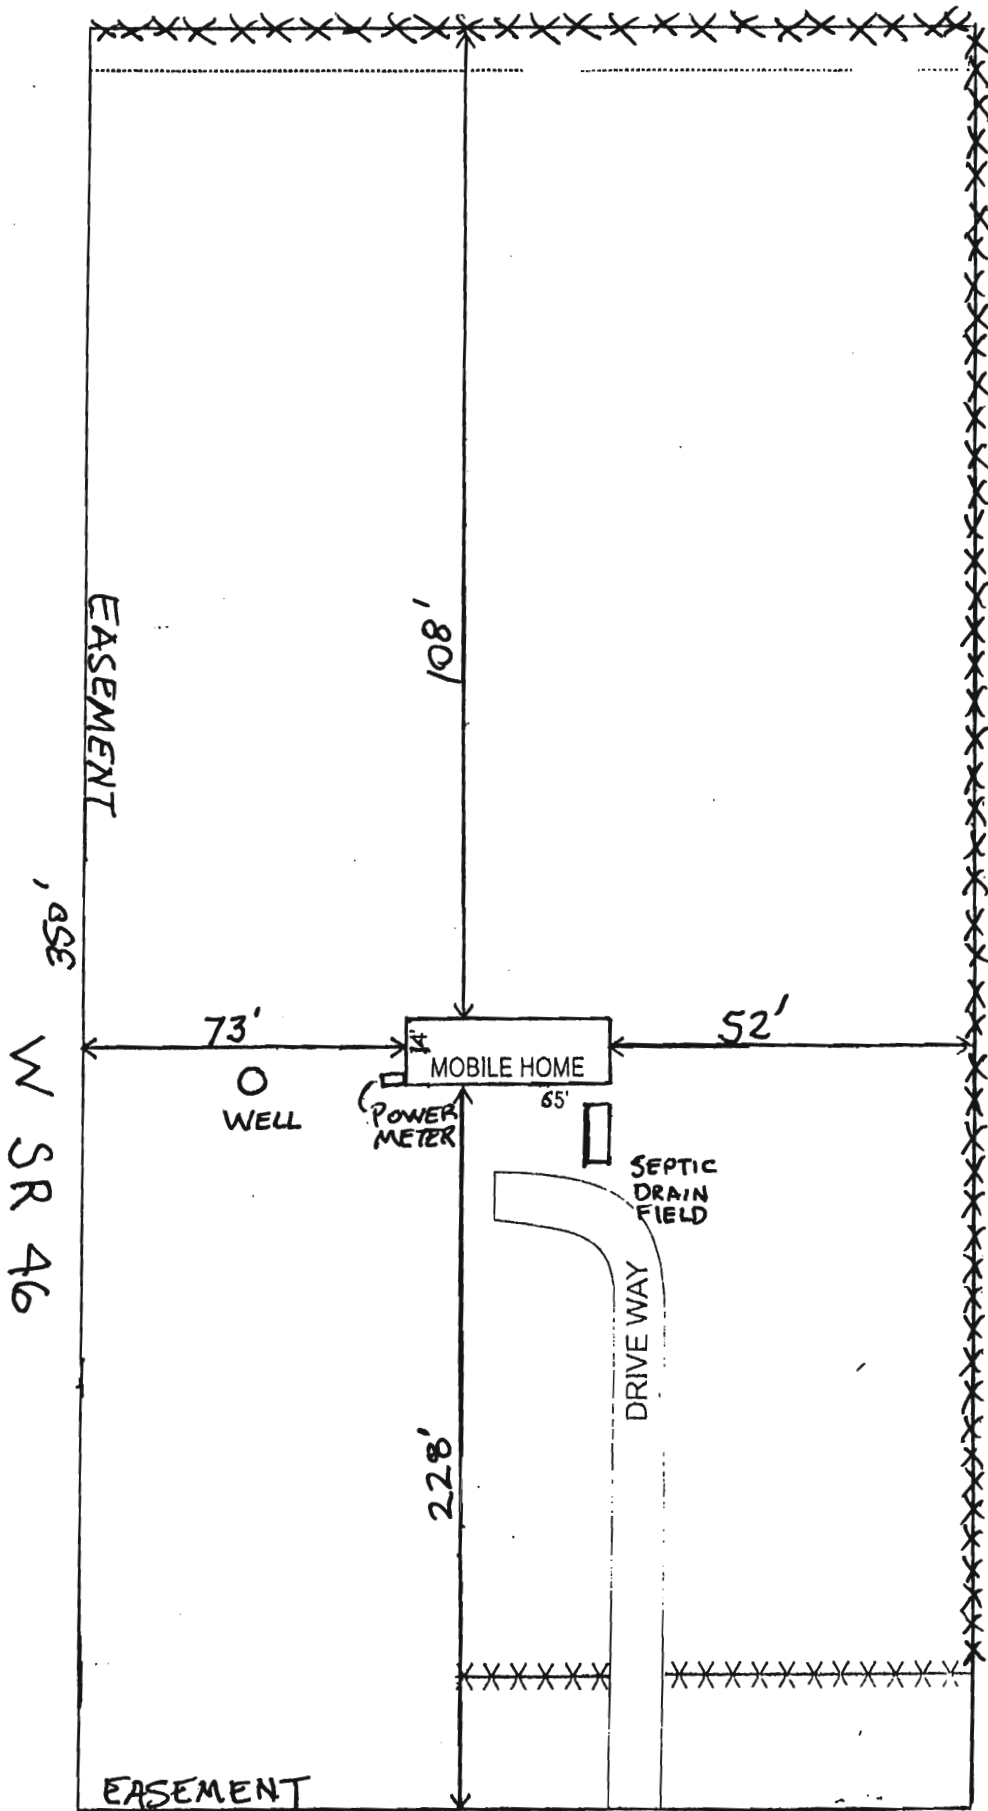 EASEMENT
108'
350'
W SR 46
73'
14'
MOBILE HOME
65'
52'
WELL
POWER
METER
SEPTIC
DRAIN
FIELD
DRIVE WAY
228'
EASEMENT